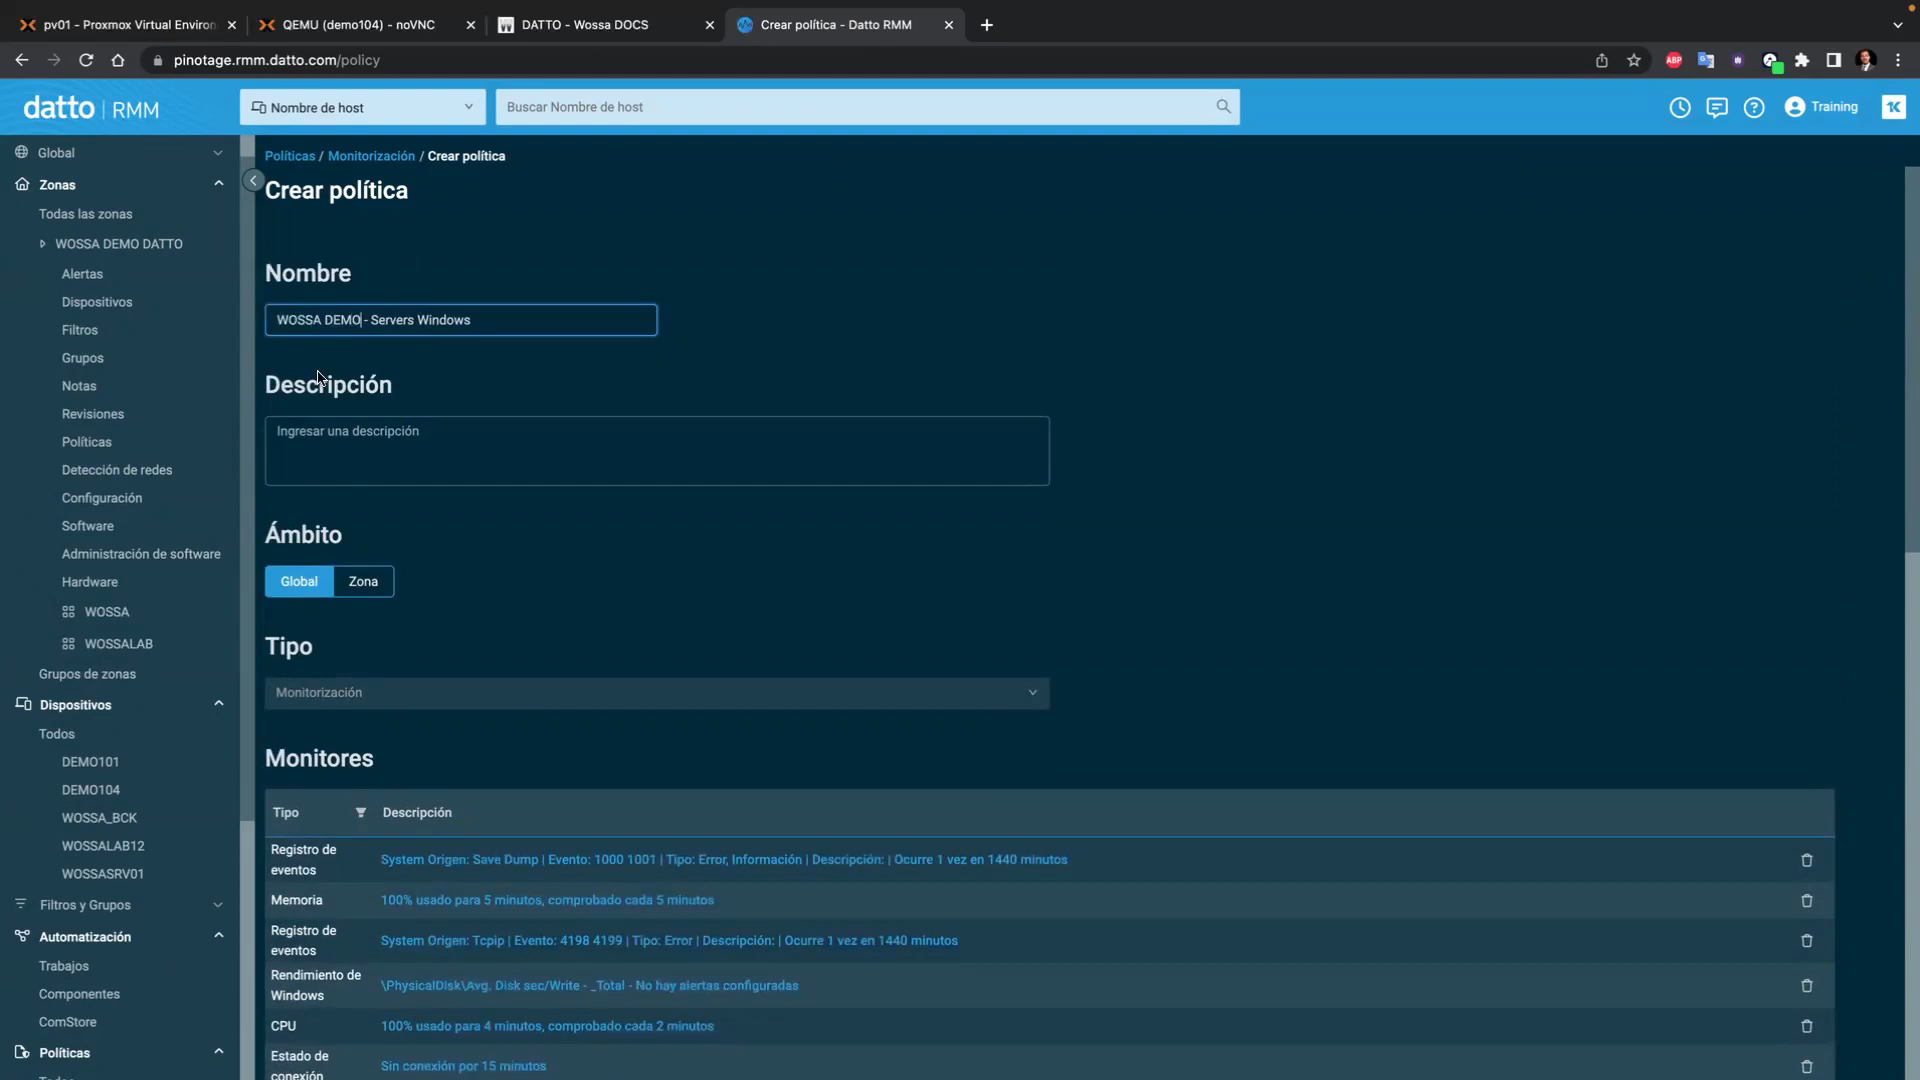 pv01 - Proxmox Virtual Environ
QEMU (demo104) - noVNC
DATTO - Wossa DOCS
Crear política - Datto RMM
pinotage.rmm.datto.com/policy
ABP
datto | RMM
Nombre de host
Buscar Nombre de host
Training
1K
Global
Zonas
Todas las zonas
WOSSA DEMO DATTO
Alertas
Dispositivos
Filtros
Grupos
Notas
Revisiones
Políticas
Detección de redes
Configuración
Software
Administración de software
Hardware
WOSSA
WOSSALAB
Grupos de zonas
Dispositivos
Todos
DEMO101
DEMO104
WOSSA_BCK
WOSSALAB12
WOSSASRV01
Filtros y Grupos
Automatización
Trabajos
Componentes
ComStore
Políticas
Políticas / Monitorización / Crear política
Crear política
Nombre
WOSSA DEMO - Servers Windows
Descripción
Ingresar una descripción
Ámbito
Global
Zona
Tipo
Monitorización
Monitores
Tipo
Descripción
Registro de
eventos
System Origen: Save Dump | Evento: 1000 1001 | Tipo: Error, Información | Descripción: | Ocurre 1 vez en 1440 minutos
Memoria
100% usado para 5 minutos, comprobado cada 5 minutos
Registro de
eventos
System Origen: Tcpip | Evento: 4198 4199 | Tipo: Error | Descripción: | Ocurre 1 vez en 1440 minutos
Rendimiento de
Windows
\PhysicalDisk\Avg. Disk sec/Write - _Total - No hay alertas configuradas
CPU
100% usado para 4 minutos, comprobado cada 2 minutos
Estado de
conexión
Sin conexión por 15 minutos